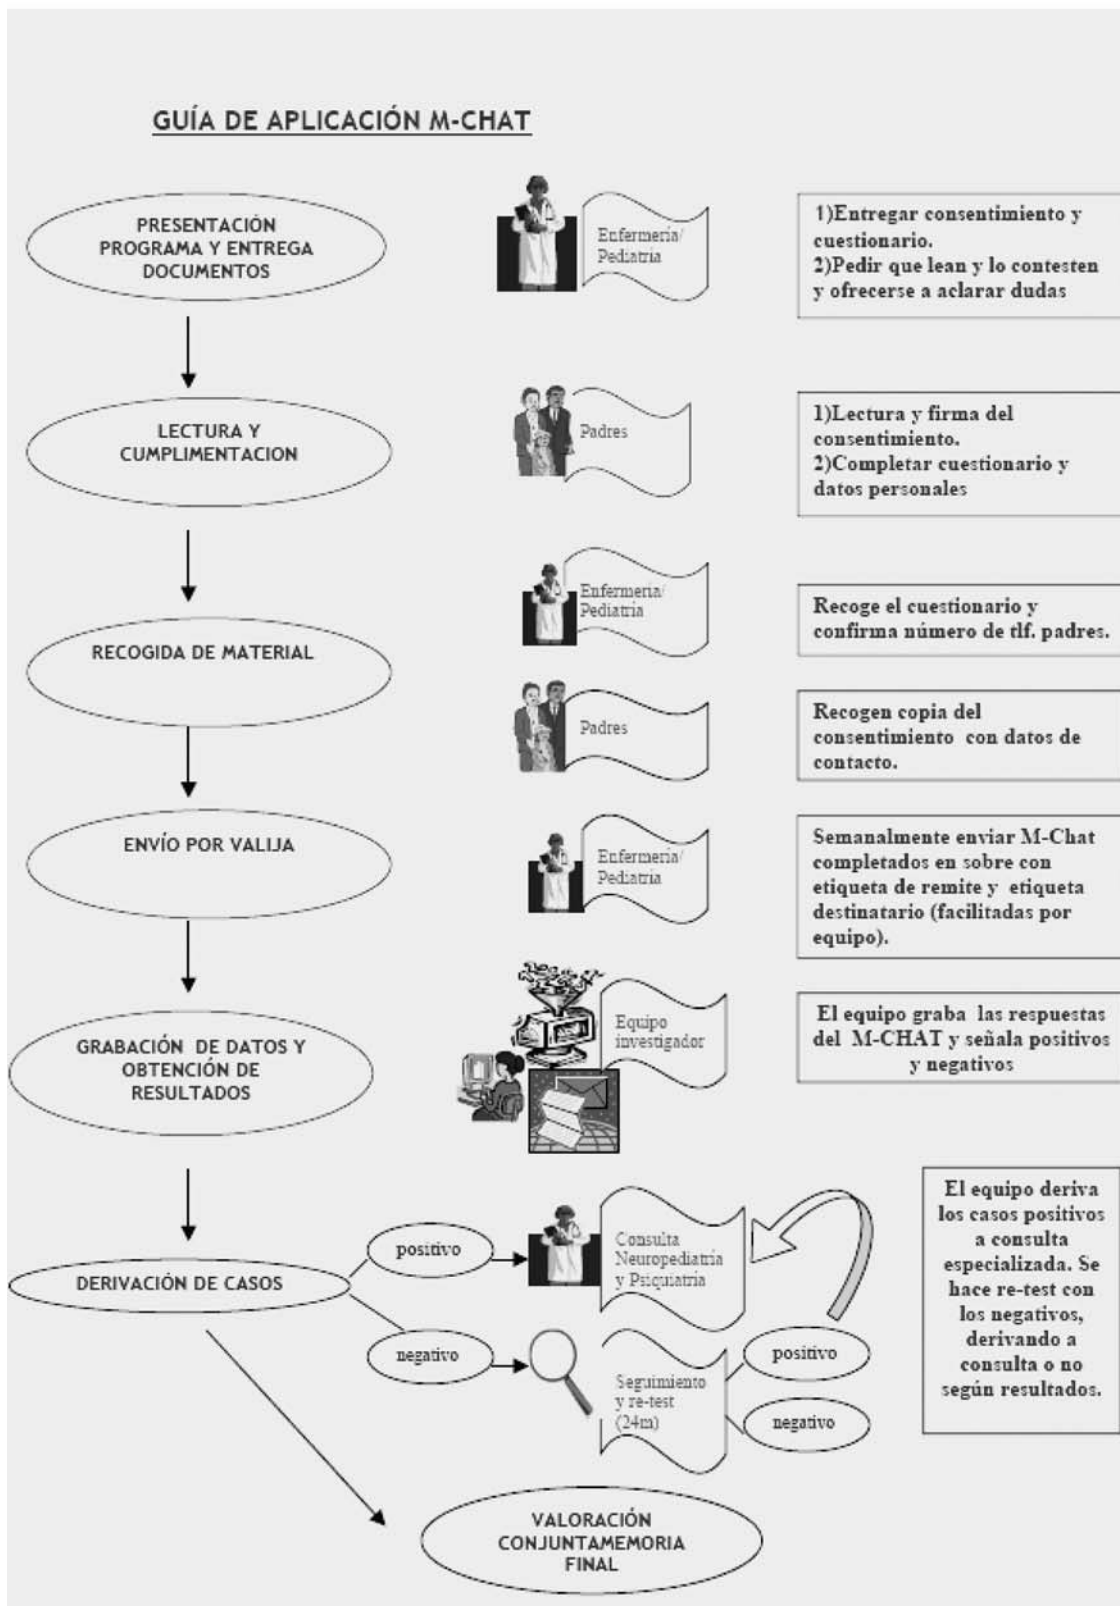 GUÍA DE APLICACIÓN M-CHAT
PRESENTACIÓN
PROGRAMA Y ENTREGA
DOCUMENTOS
Enfermería/
Pediatría
1)Entregar consentimiento y
cuestionario.
2)Pedir que lean y lo contesten
y ofrecerse a aclarar dudas
LECTURA Y
CUMPLIMENTACION
Padres
1)Lectura y firma del
consentimiento.
2)Completar cuestionario y
datos personales
RECOGIDA DE MATERIAL
Enfermería/
Pediatría
Recoge el cuestionario y
confirma número de tlf. padres.
Padres
Recogen copia del
consentimiento con datos de
contacto.
ENVÍO POR VALIJA
Enfermería/
Pediatría
Semanalmente enviar M-Chat
completados en sobre con
etiqueta de remite y etiqueta
destinatario (facilitadas por
equipo).
GRABACIÓN DE DATOS Y
OBTENCIÓN DE
RESULTADOS
Equipo
investigador
El equipo graba las respuestas
del M-CHAT y señala positivos
y negativos
DERIVACIÓN DE CASOS
positivo
Consulta
Neuropediatría
y Psiquiatría
negativo
Seguimiento
y re-test
(24m)
positivo
negativo
El equipo deriva
los casos positivos
a consulta
especializada. Se
hace re-test con
los negativos,
derivando a
consulta o no
según resultados.
VALORACIÓN
CONJUNTAMEMORIA
FINAL